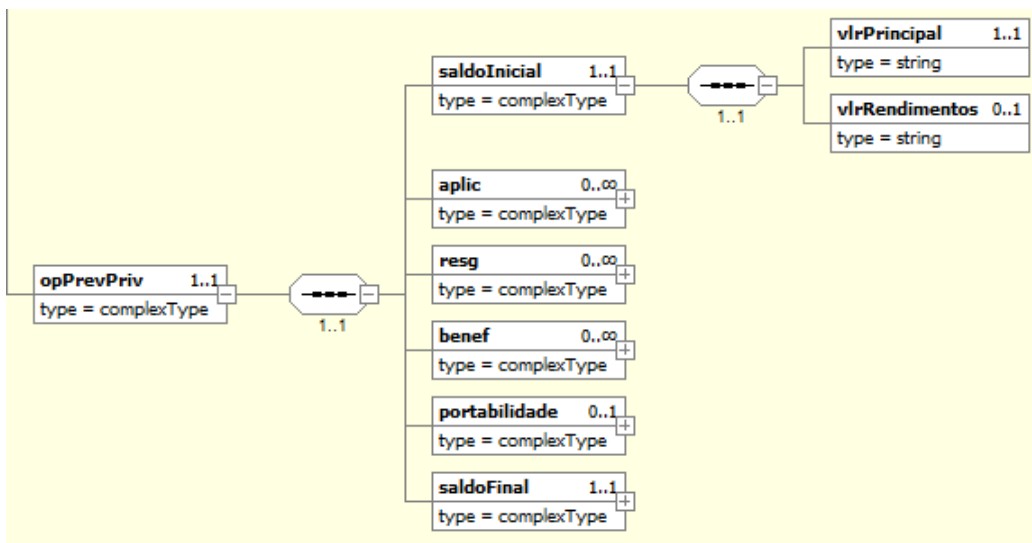 opPrevPriv 1..1
type = complexType
1..1
saldoInicial 1..1
type = complexType
1..1
vlrPrincipal 1..1
type = string
vlrRendimentos 0..1
type = string
aplic 0..∞
type = complexType
resg 0..∞
type = complexType
benef 0..∞
type = complexType
portabilidade 0..1
type = complexType
saldoFinal 1..1
type = complexType